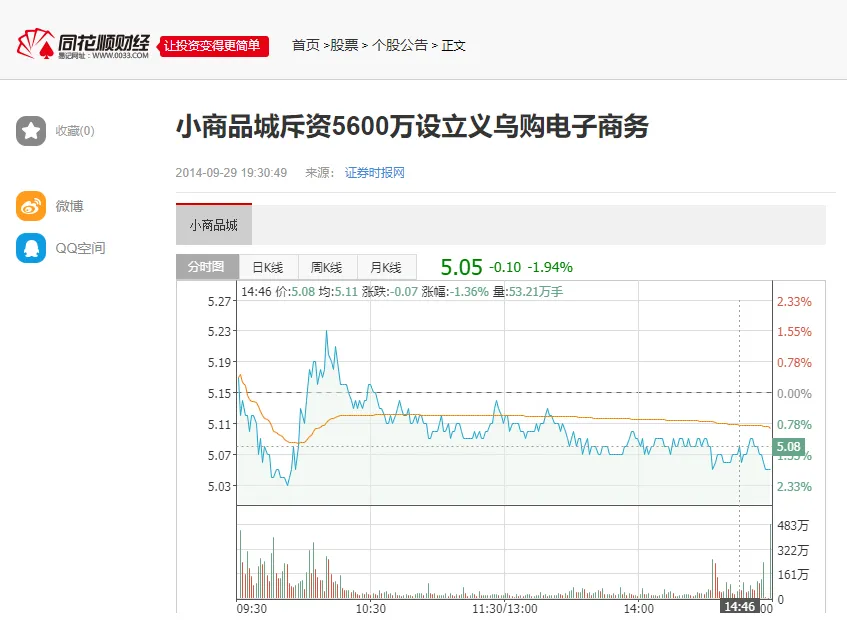 同花顺财经
易记网址：WWW.0033.COM
让投资变得更简单
首页 >股票 > 个股公告 > 正文
收藏(0)
微博
QQ空间
小商品城斥资5600万设立义乌购电子商务
2014-09-29 19:30:49 来源： 证券时报网
小商品城
分时图 日K线 周K线 月K线 5.05 -0.10 -1.94%
14:46 价:5.08 均:5.11 涨跌:-0.07 涨幅:-1.36% 量:53.21万手
5.27 2.33%
5.23 1.55%
5.19 0.78%
5.15 0.00%
5.11 0.78%
5.08
5.07
5.03 2.33%
483万
322万
161万
0
09:30 10:30 11:30/13:00 14:00 14:46 00